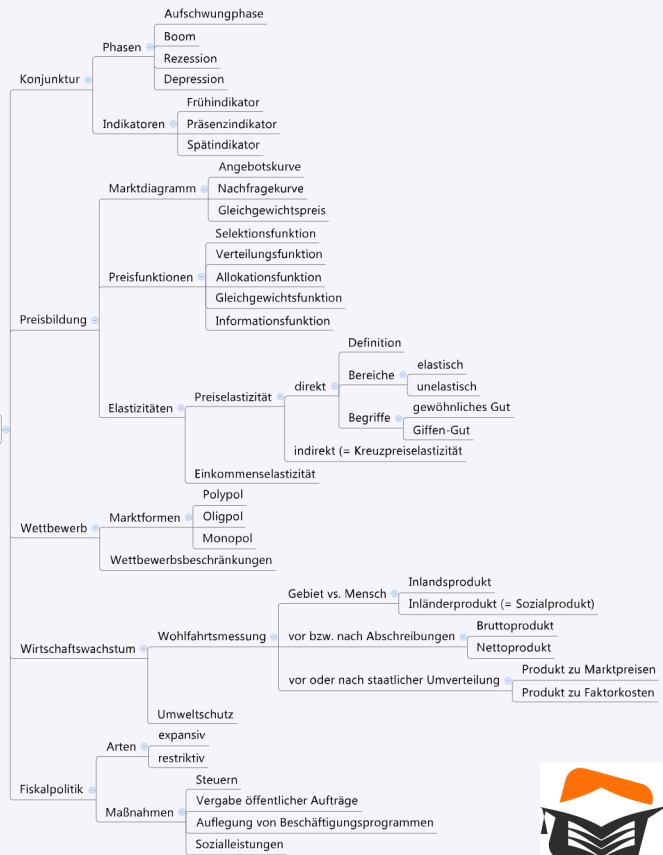 Aufschwungphase
Boom
Phasen
Rezession
Konjunktur
Depression
Frühindikator
Indikatoren
Präsenzindikator
Spätindikator
Angebotskurve
Marktdiagramm
Nachfragekurve
Gleichgewichtspreis
Selektionsfunktion
Verteilungsfunktion
Preisfunktionen
Allokationsfunktion
Gleichgewichtsfunktion
Preisbildung
Informationsfunktion
Definition
elastisch
Bereiche
direkt
unelastisch
Preiselastizität
gewöhnliches Gut
Elastizitäten
Begriffe
Giffen-Gut
indirekt (= Kreuzpreiselastizität
Einkommenselastizität
Polypol
Marktformen
Oligpol
Wettbewerb
Monopol
Wettbewerbsbeschränkungen
Inlandsprodukt
Gebiet vs. Mensch
Inländerprodukt (= Sozialprodukt)
Bruttoprodukt
Wohlfahrtsmessung
vor bzw. nach Abschreibungen
Wirtschaftswachstum
Nettoprodukt
Produkt zu Marktpreisen
vor oder nach staatlicher Umverteilung
Produkt zu Faktorkosten
Umweltschutz
expansiv
Arten
restriktiv
Fiskalpolitik
Steuern
Vergabe öffentlicher Aufträge
Maßnahmen
Auflegung von Beschäftigungsprogrammen
Sozialleistungen